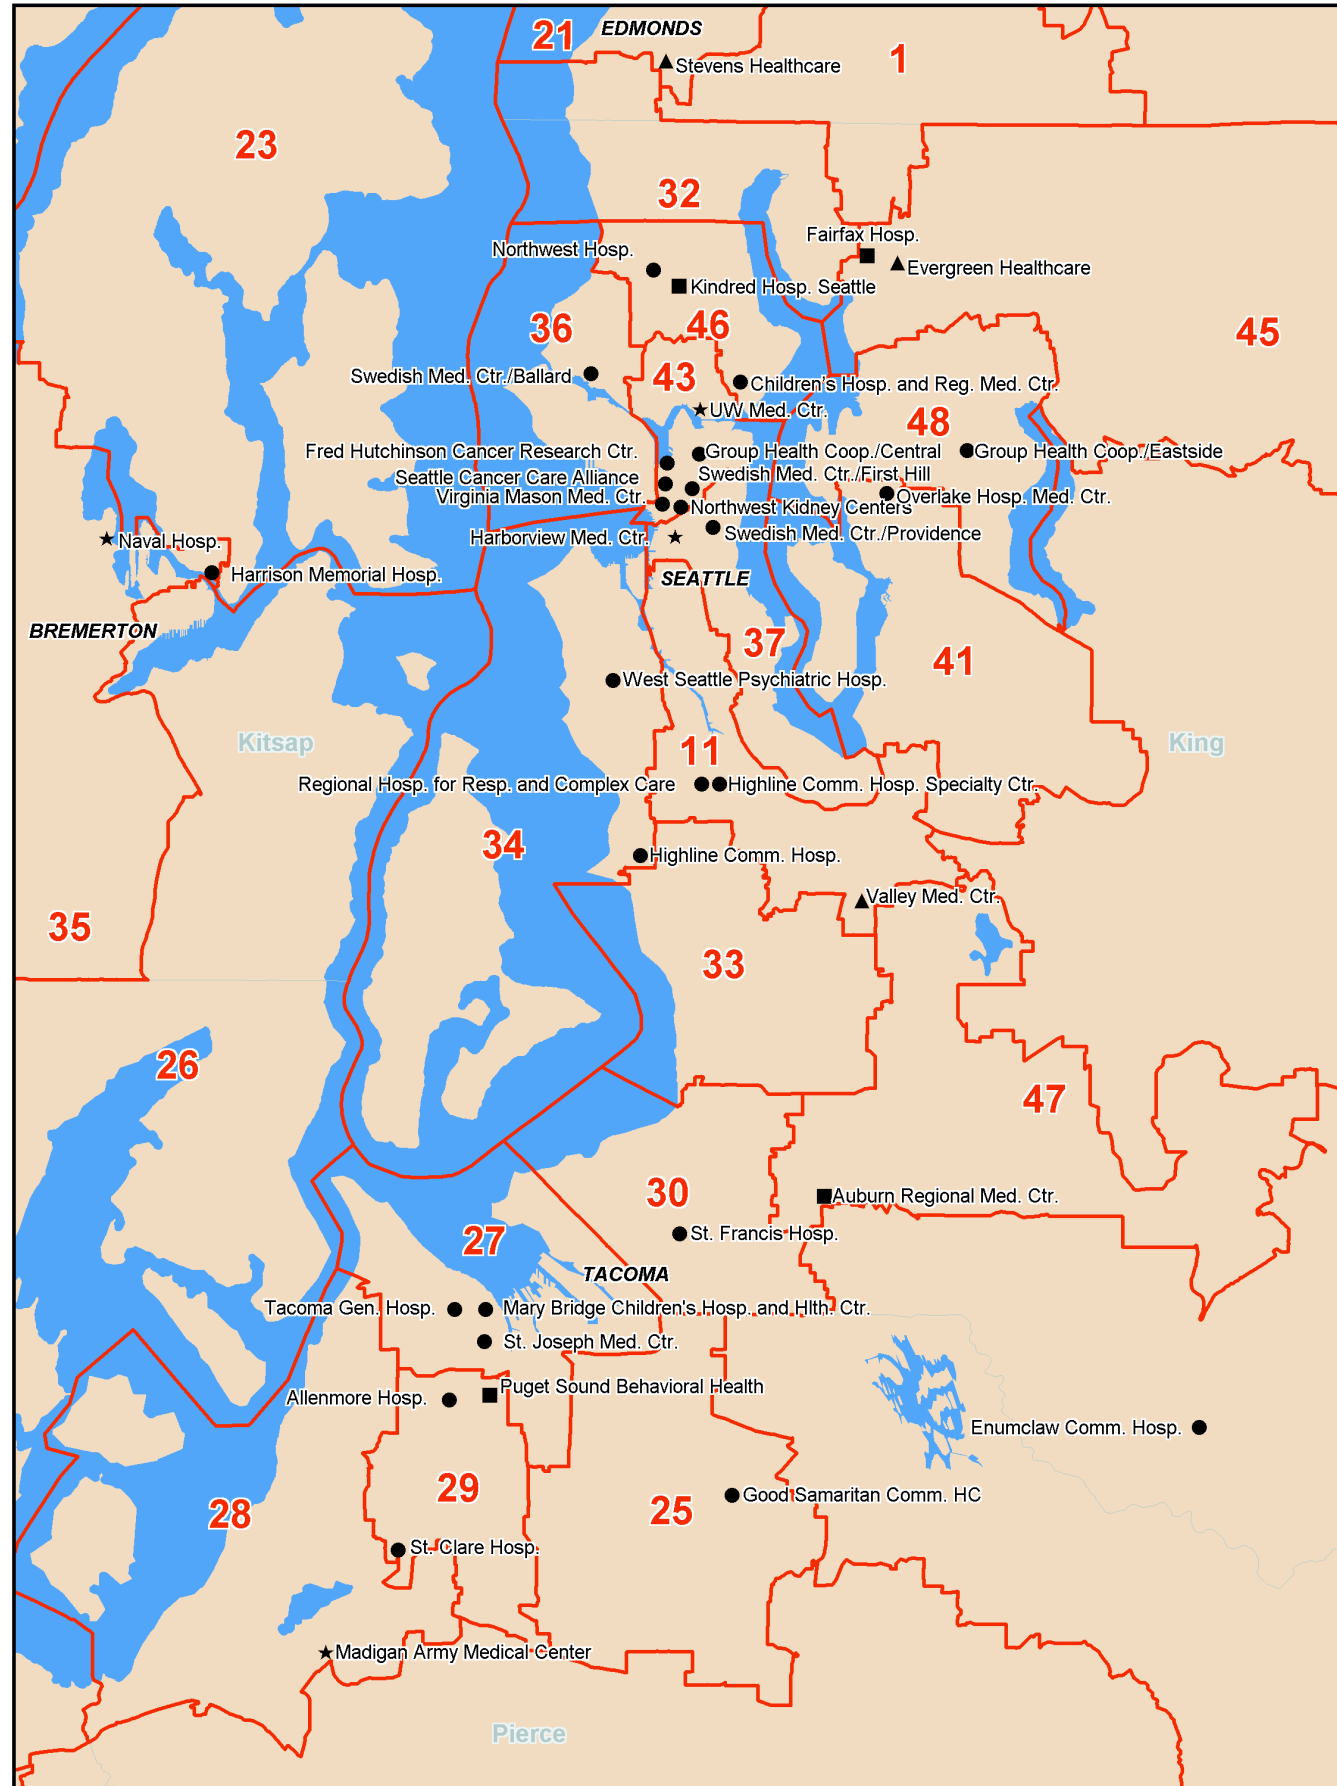 21
EDMONDS
Stevens Healthcare
1
23
32
Northwest Hosp.
Fairfax Hosp.
Evergreen Healthcare
Kindred Hosp. Seattle
36
46
45
Swedish Med. Ctr./Ballard
43
Children's Hosp. and Reg. Med. Ctr.
UW Med. Ctr.
48
Fred Hutchinson Cancer Research Ctr.
Group Health Coop./Central
Group Health Coop./Eastside
Seattle Cancer Care Alliance
Swedish Med. Ctr./First Hill
Virginia Mason Med. Ctr.
Overlake Hosp. Med. Ctr.
Northwest Kidney Centers
Naval Hosp.
Harborview Med. Ctr.
Swedish Med. Ctr./Providence
Harrison Memorial Hosp.
SEATTLE
BREMERTON
37
41
West Seattle Psychiatric Hosp.
Kitsap
11
King
Regional Hosp. for Resp. and Complex Care
Highline Comm. Hosp. Specialty Ctr.
34
Highline Comm. Hosp.
Valley Med. Ctr.
35
33
26
47
30
Auburn Regional Med. Ctr.
27
St. Francis Hosp.
TACOMA
Tacoma Gen. Hosp.
Mary Bridge Children's Hosp. and Hlth. Ctr.
St. Joseph Med. Ctr.
Allenmore Hosp.
Puget Sound Behavioral Health
Enumclaw Comm. Hosp.
29
Good Samaritan Comm. HC
28
25
St. Clare Hosp.
Madigan Army Medical Center
Pierce